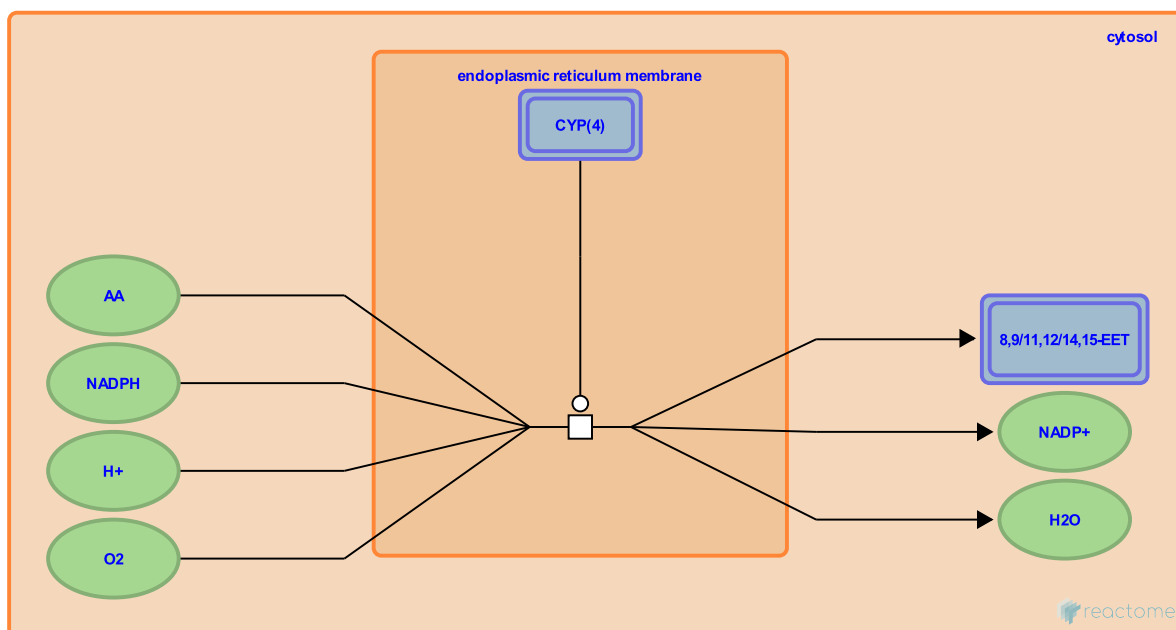 cytosol
endoplasmic reticulum membrane
CYP(4)
AA
8,9/11,12/14,15-EET
NADPH
NADP+
H+
H2O
O2
reactome